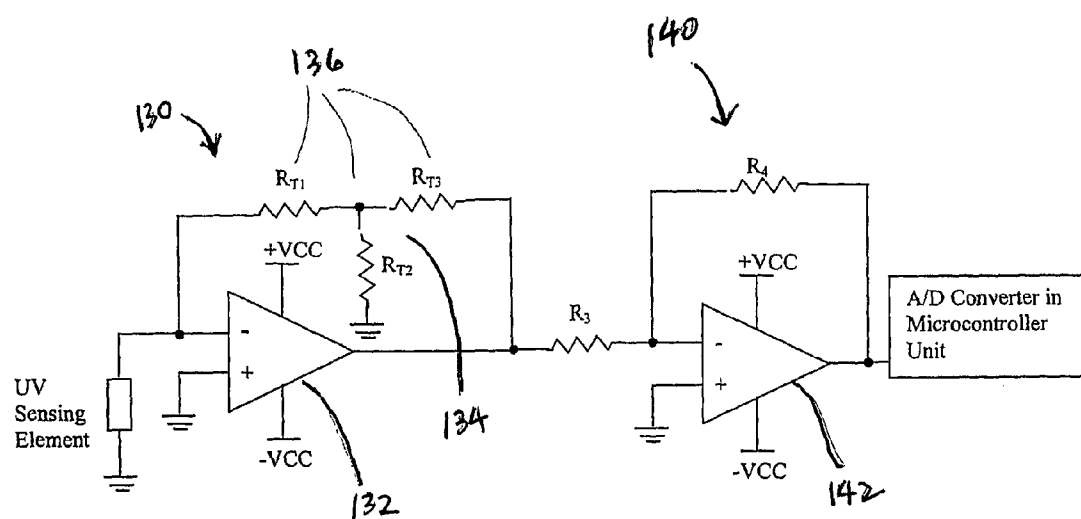 136
140
130
R_T1
R_T3
R_4
+VCC
R_T2
+VCC
A/D Converter in
Microcontroller
Unit
R_3
-
+
-
+
UV
Sensing
Element
134
-VCC
132
-VCC
142